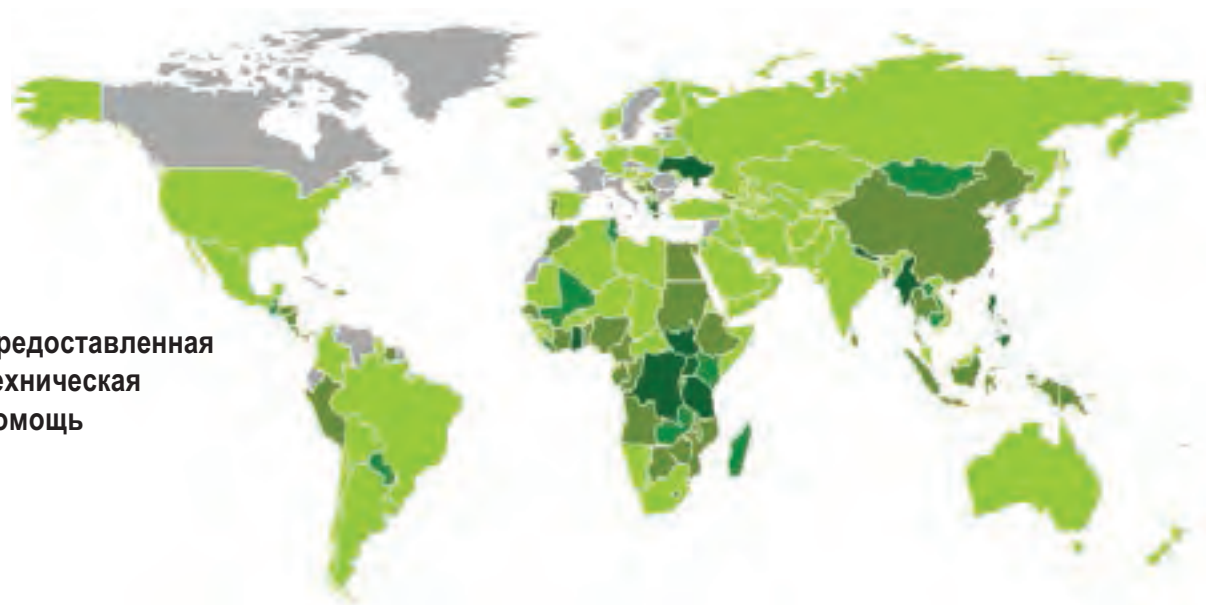 редоставленная
ехническая
омощь